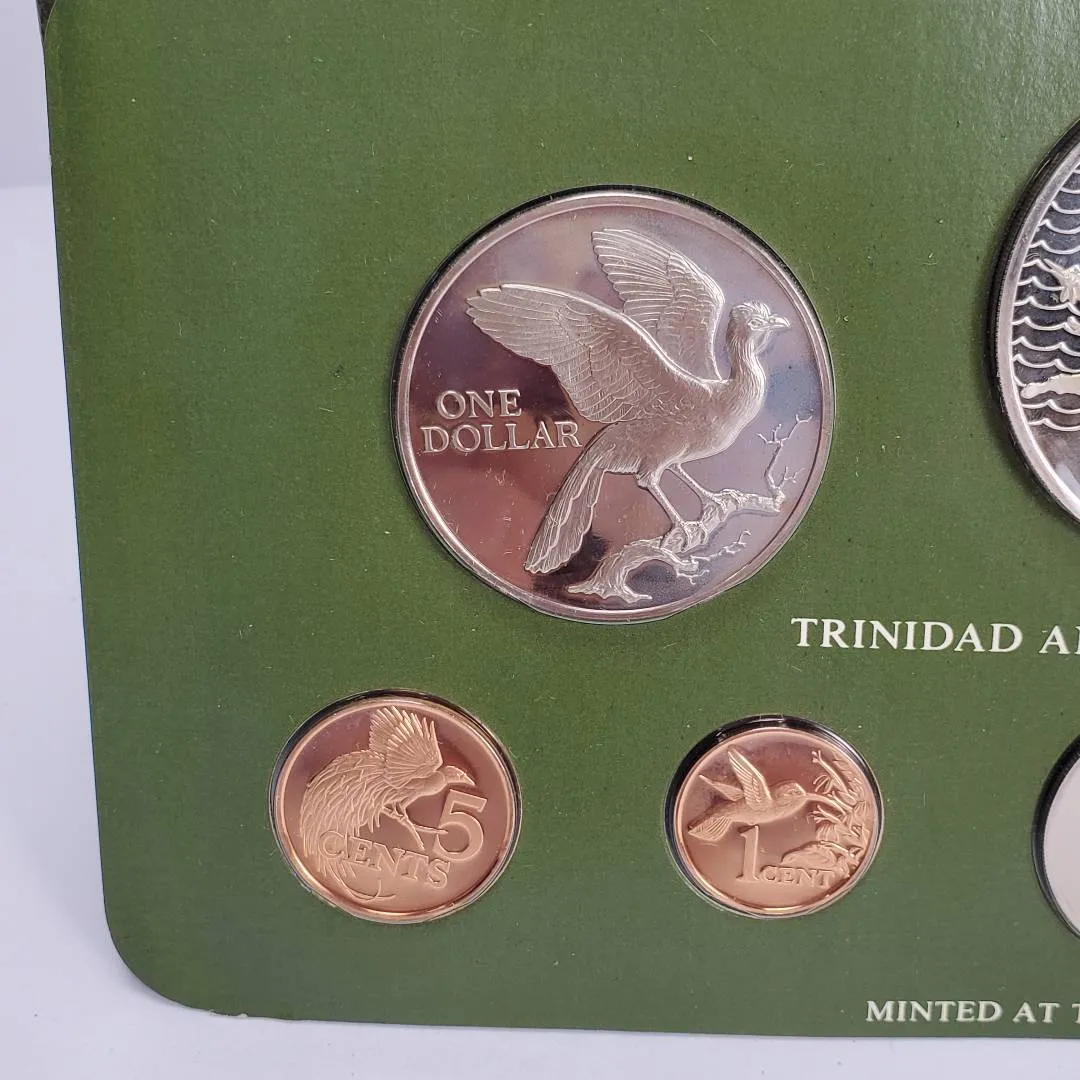 ONE
DOLLAR
TRINIDAD
5
CENTS
1
CENT
MINTED AT